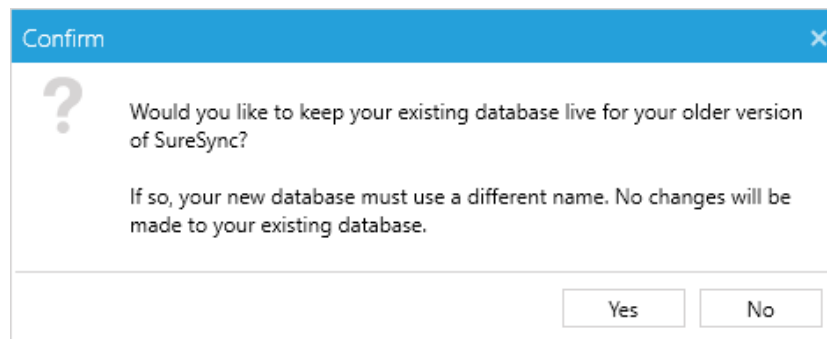 Confirm
?
Would you like to keep your existing database live for your older version
of SureSync?
If so, your new database must use a different name. No changes will be
made to your existing database.
Yes
No